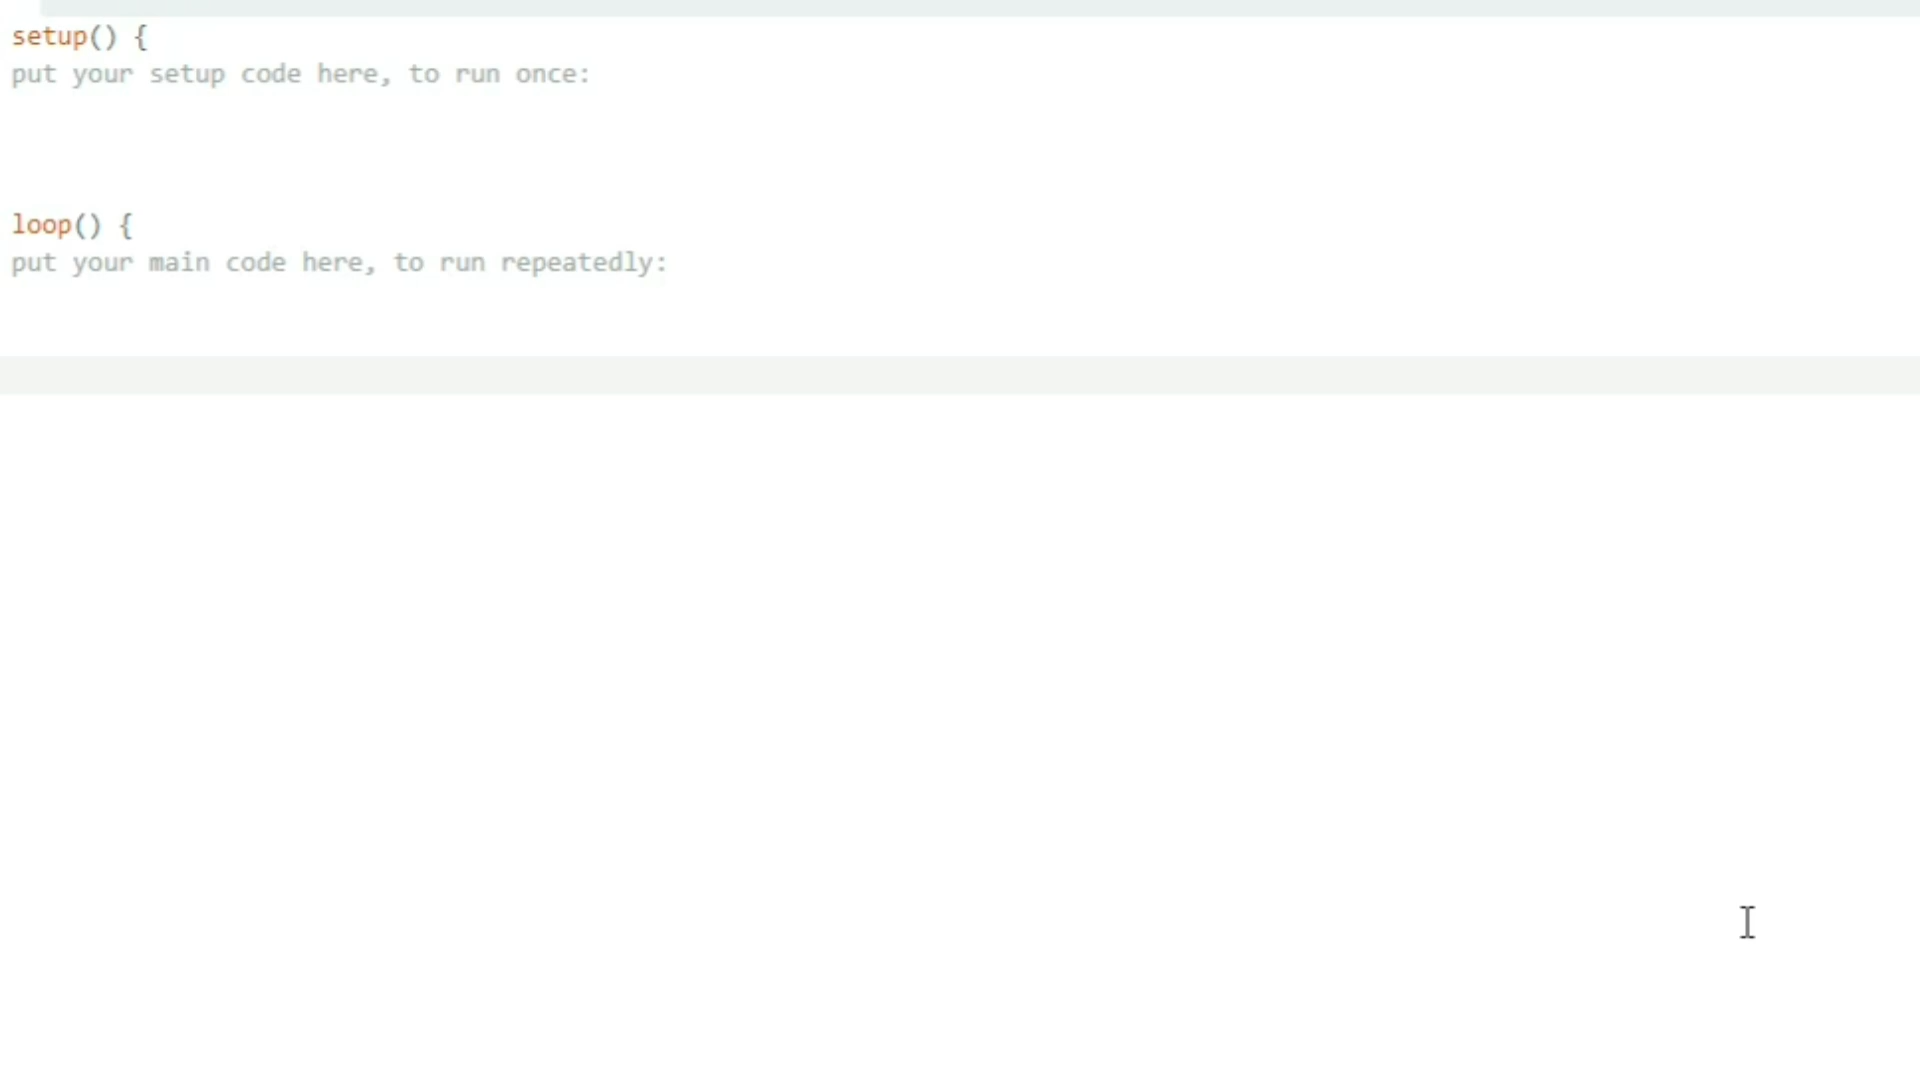 setup() {
put your setup code here, to run once:
loop() {
put your main code here, to run repeatedly: